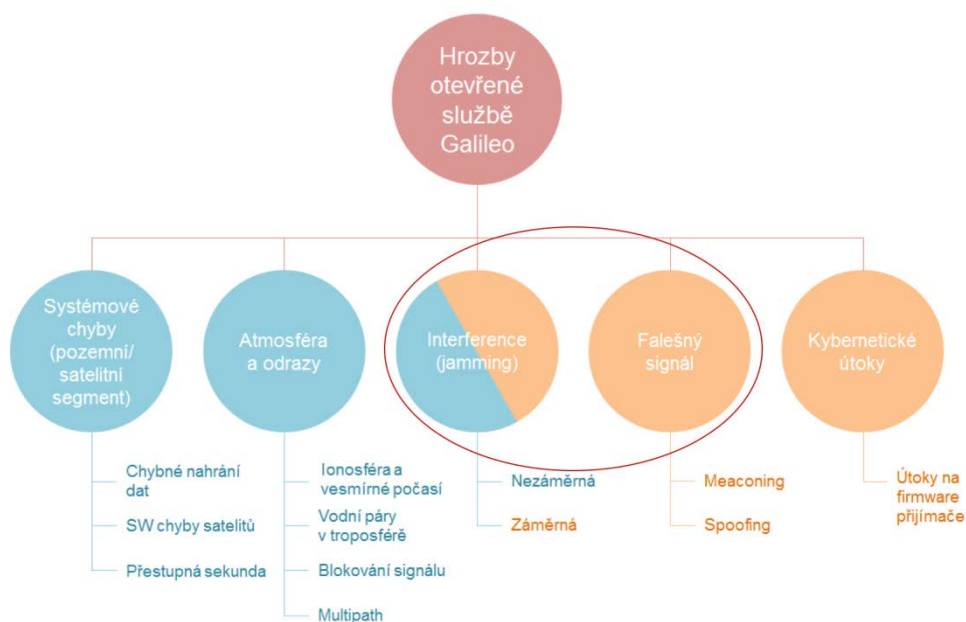 Hrozby
otevřené
službě
Galileo
Systémové
chyby
(pozemní/
satelitní
segment)
Atmosféra
a odrazy
Interference
(jamming)
Falešný
signál
Kybernetické
útoky
Chybné nahrání
dat
SW chyby satelitů
Přestupná sekunda
Ionosféra a
vesmírné počasí
Vodní páry
v troposféře
Blokování signálu
Multipath
Nezáměrná
Záměrná
Meaconing
Spoofing
Útoky na
firmware
přijímače